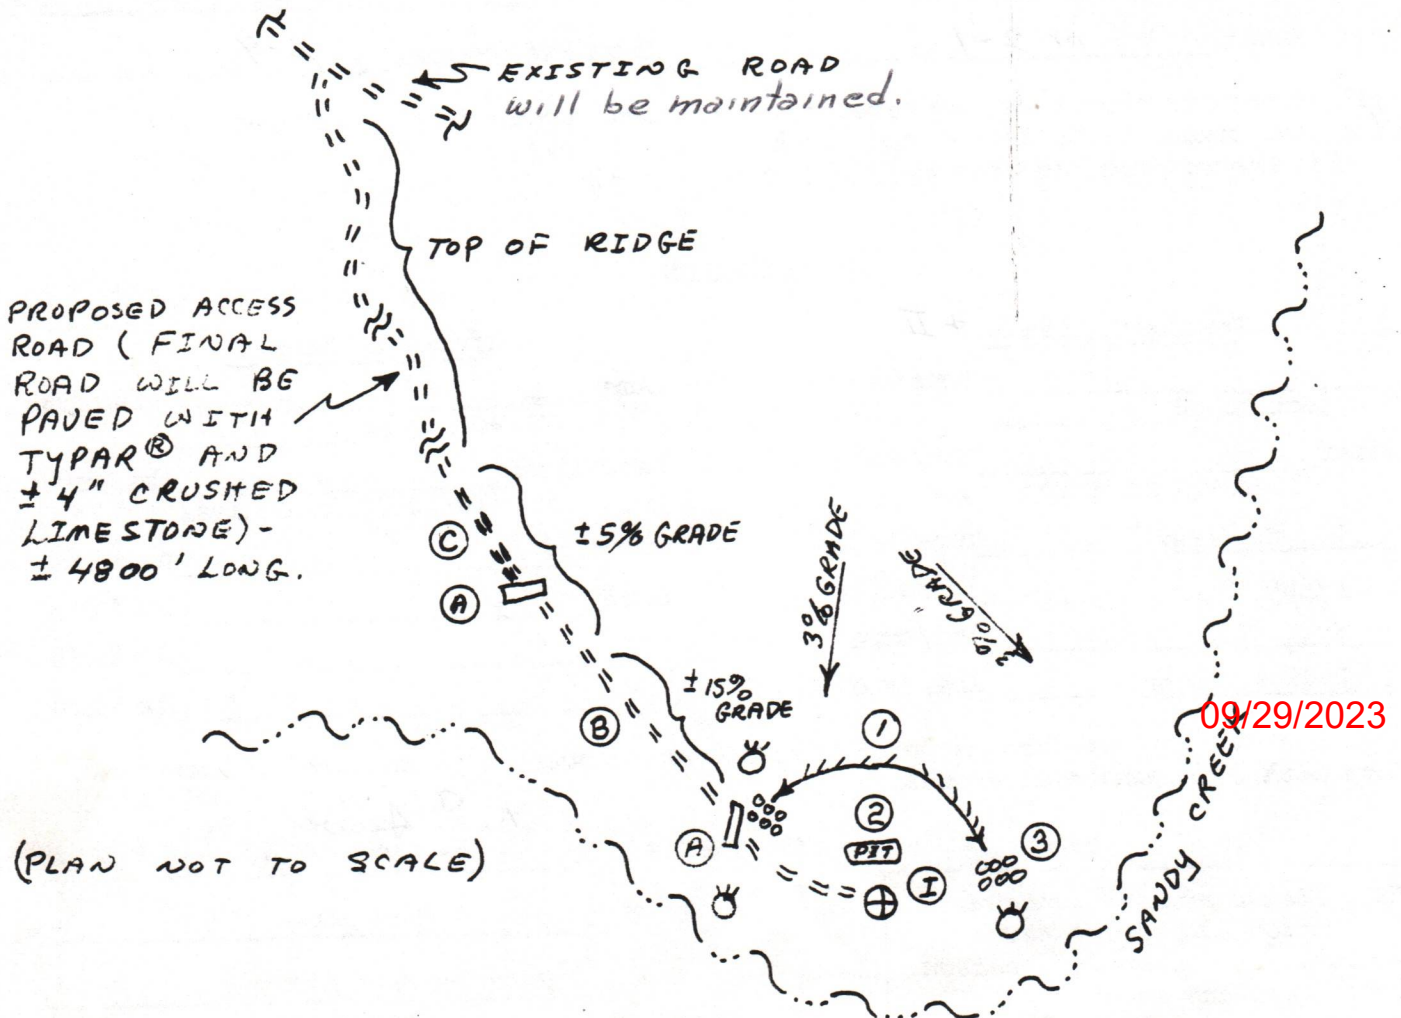 EXISTING ROAD
will be maintained.
TOP OF RIDGE
PROPOSED ACCESS
ROAD (FINAL
ROAD WILL BE
PAVED WITH
TYPAR® AND
±4" CRUSHED
LIMESTONE)-
±4800' LONG.
C
±5% GRADE
A
3% GRADE
3% GRADE
±15%
GRADE
B
1
09/29/2023
SANDY CREEK
2
PIT
3
A
I
(PLAN NOT TO SCALE)